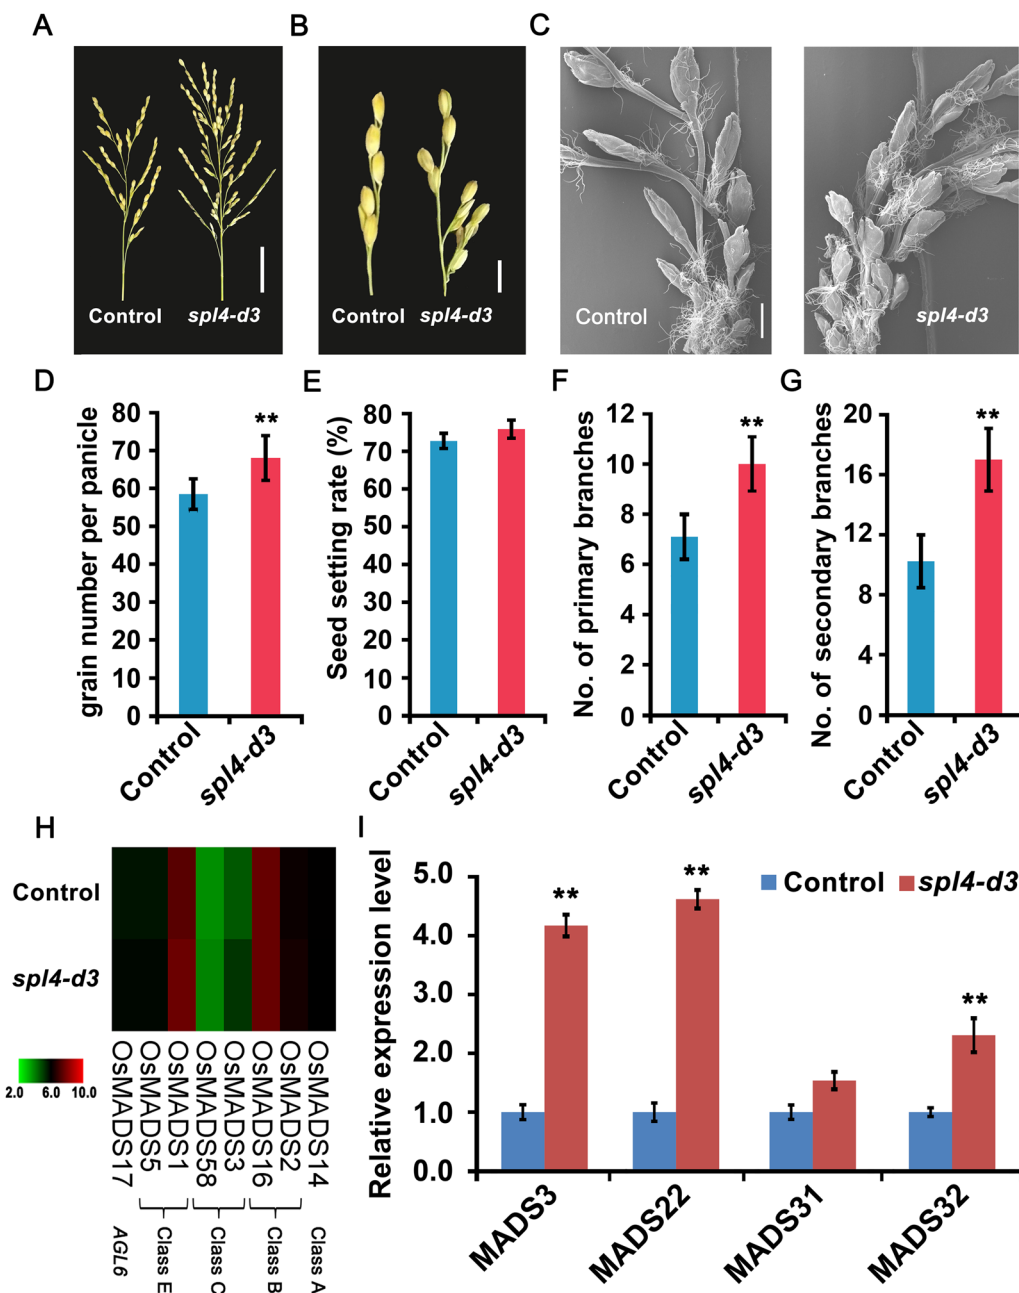 A
B
C
Control
spl4-d3
Control
spl4-d3
Control
spl4-d3
D
E
F
G
grain number per panicle
80
70
60
50
40
30
20
10
0
**
Control
spl4-d3
Seed setting rate (%)
80
70
60
50
40
30
20
10
0
Control
spl4-d3
No. of primary branches
12
10
8
6
4
2
0
**
Control
spl4-d3
No. of secondary branches
20
16
12
8
4
0
**
Control
spl4-d3
H
Control
spl4-d3
2.0 6.0 10.0
OsMADS17
OsMADS5
OsMADS1
OsMADS58
OsMADS3
OsMADS16
OsMADS2
OsMADS14
AGL6
Class E
Class C
Class B
Class A
I
Relative expression level
5.0
4.0
3.0
2.0
1.0
0.0
Control spl4-d3
**
**
**
MADS3
MADS22
MADS31
MADS32